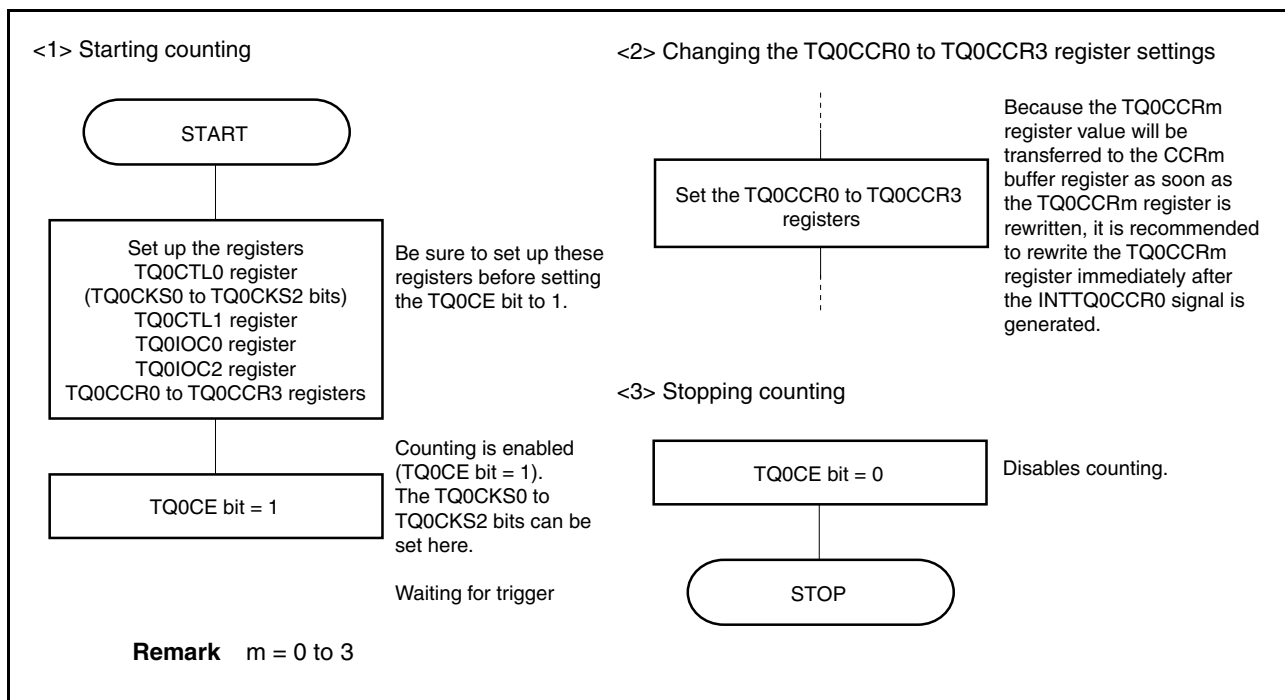 <1> Starting counting
START
Set up the registers
TQ0CTL0 register
(TQ0CKS0 to TQ0CKS2 bits)
TQ0CTL1 register
TQ0IOC0 register
TQ0IOC2 register
TQ0CCR0 to TQ0CCR3 registers
Be sure to set up these
registers before setting
the TQ0CE bit to 1.
TQ0CE bit = 1
Counting is enabled
(TQ0CE bit = 1).
The TQ0CKS0 to
TQ0CKS2 bits can be
set here.
Waiting for trigger
<2> Changing the TQ0CCR0 to TQ0CCR3 register settings
Set the TQ0CCR0 to TQ0CCR3
registers
Because the TQ0CCRm
register value will be
transferred to the CCRm
buffer register as soon as
the TQ0CCRm register is
rewritten, it is recommended
to rewrite the TQ0CCRm
register immediately after
the INTTQ0CCR0 signal is
generated.
<3> Stopping counting
TQ0CE bit = 0
Disables counting.
STOP
Remark m = 0 to 3